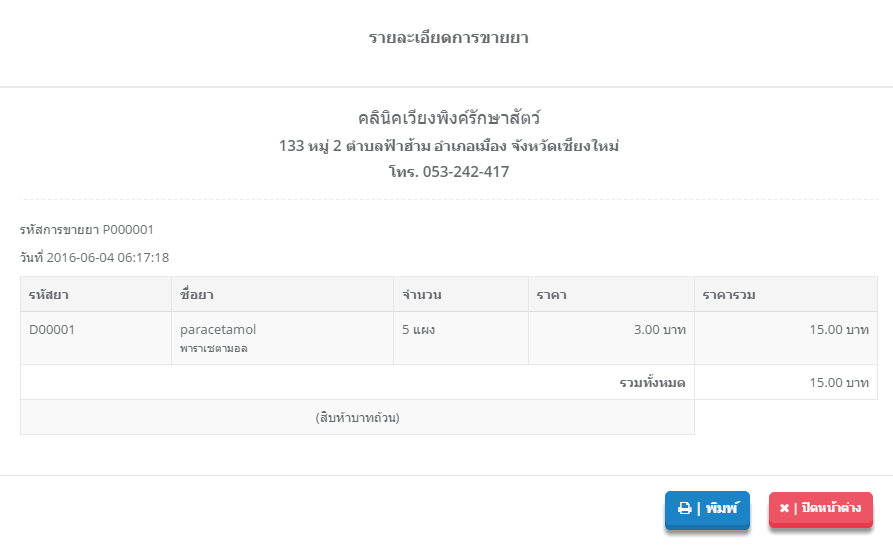 รายละเอียดการขายยา
คลินิคเวียงพิงค์รักษาสัตว์
133 หมู่ 2 ตำบลฟ้าฮ้าม อำเภอเมือง จังหวัดเชียงใหม่
โทร. 053-242-417
รหัสการขายยา P000001
วันที่ 2016-06-04 06:17:18
รหัสยา ชื่อยา จำนวน ราคา ราคารวม
D00001 paracetamol 5 แผง 3.00 บาท 15.00 บาท
พาราเซตามอล
รวมทั้งหมด 15.00 บาท
(สิบห้าบาทถ้วน)
| พิมพ์ ✖ | ปิดหน้าต่าง